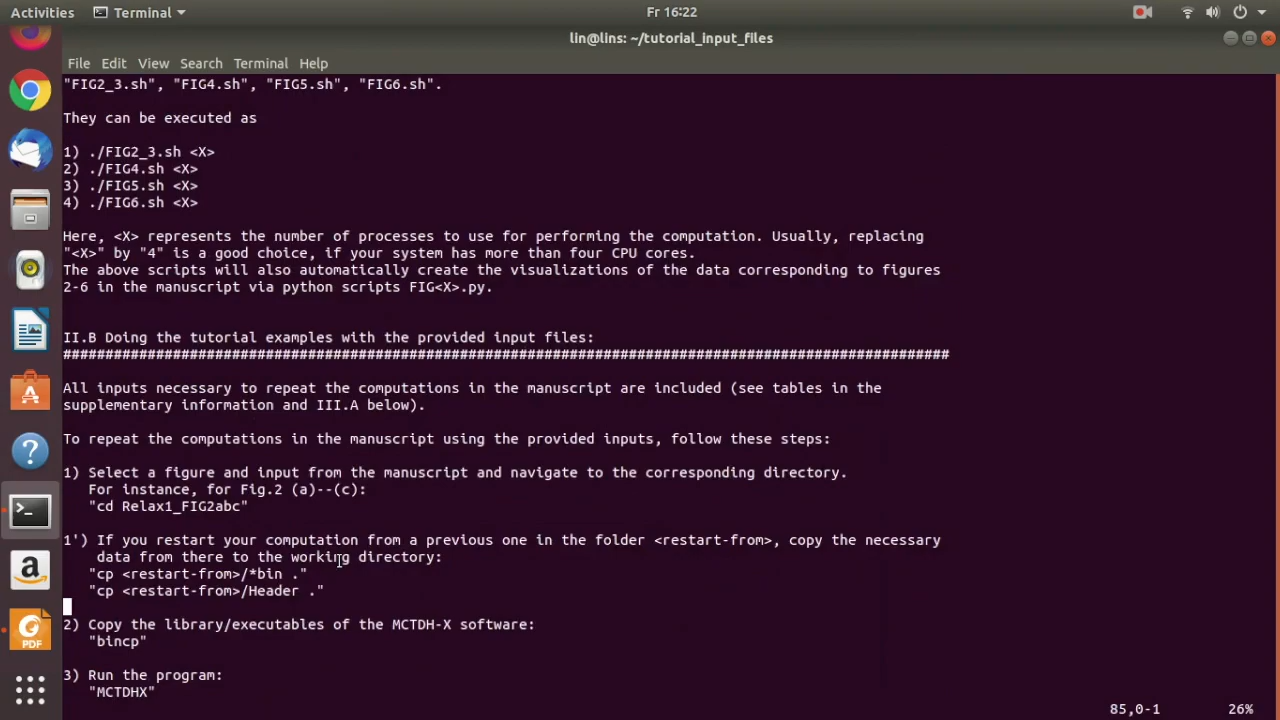 Activities
Terminal
Fr 16:22
lin@lins: ~/tutorial_input_files
File Edit View Search Terminal Help
"FIG2_3.sh", "FIG4.sh", "FIG5.sh", "FIG6.sh".
They can be executed as
1) ./FIG2_3.sh <X>
2) ./FIG4.sh <X>
3) ./FIG5.sh <X>
4) ./FIG6.sh <X>
Here, <X> represents the number of processes to use for performing the computation. Usually, replacing
"<X>" by "4" is a good choice, if your system has more than four CPU cores.
The above scripts will also automatically create the visualizations of the data corresponding to figures
2-6 in the manuscript via python scripts FIG<X>.py.
II.B Doing the tutorial examples with the provided input files:
#########################################################################################################
All inputs necessary to repeat the computations in the manuscript are included (see tables in the
supplementary information and III.A below).
To repeat the computations in the manuscript using the provided inputs, follow these steps:
1) Select a figure and input from the manuscript and navigate to the corresponding directory.
For instance, for Fig.2 (a)--(c):
"cd Relax1_FIG2abc"
1') If you restart your computation from a previous one in the folder <restart-from>, copy the necessary
data from there to the working directory:
"cp <restart-from>/*bin ."
"cp <restart-from>/Header ."
2) Copy the library/executables of the MCTDH-X software:
"bincp"
3) Run the program:
"MCTDHX"
85,0-1
26%
PDF